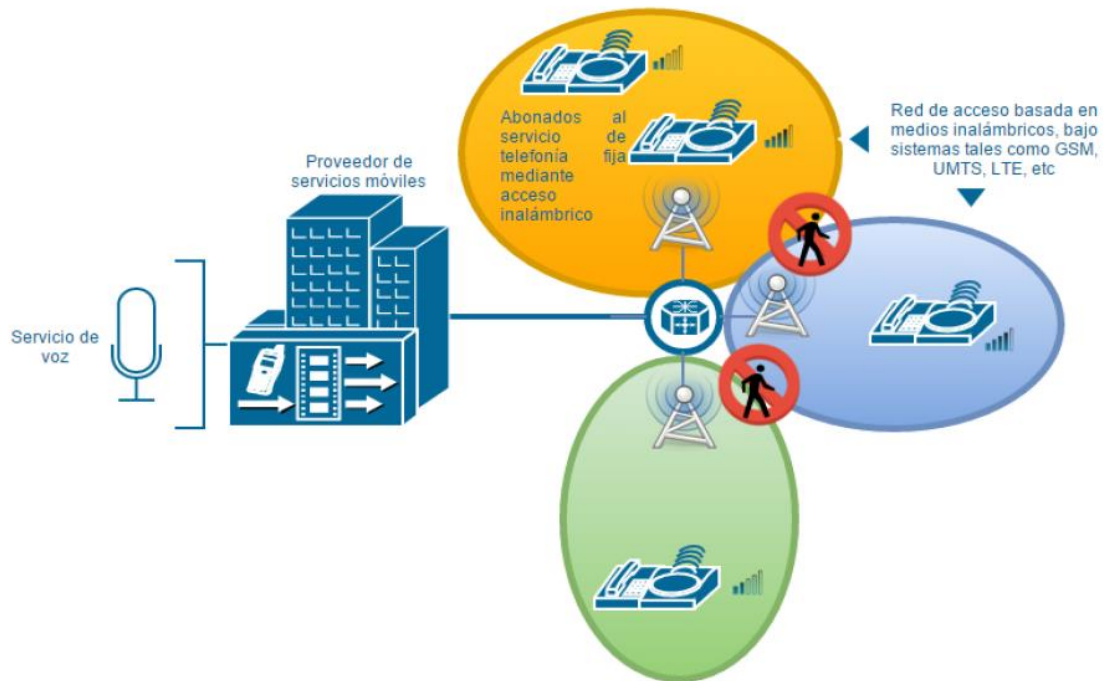 Abonados al
servicio de
telefonía fija
mediante
acceso
inalámbrico
Red de acceso basada en
medios inalámbricos, bajo
sistemas tales como GSM,
UMTS, LTE, etc
Proveedor de
servicios móviles
Servicio de
voz